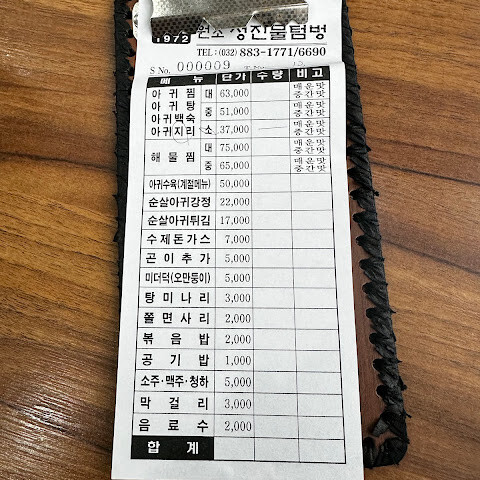 1972 원조 성진물텀벙
TEL : (032) 883-1771/6690
S No. 000009
메 뉴 단가 수량 비고
아 귀 찜 대 63,000 매운맛
아 귀 탕 중간맛
아귀백숙 중 51,000 매운맛
중간맛
아귀지리 소 37,000 매운맛
중간맛
해 물 찜 대 75,000 매운맛
중간맛
중 65,000 매운맛
중간맛
아귀수육(계절메뉴) 50,000
순살아귀강정 22,000
순살아귀튀김 17,000
수제돈가스 7,000
곤이추가 5,000
미더덕(오만둥이) 5,000
탕미나리 3,000
쫄면사리 2,000
볶음밥 2,000
공기밥 1,000
소주·맥주·청하 5,000
막걸리 3,000
음료수 2,000
합 계